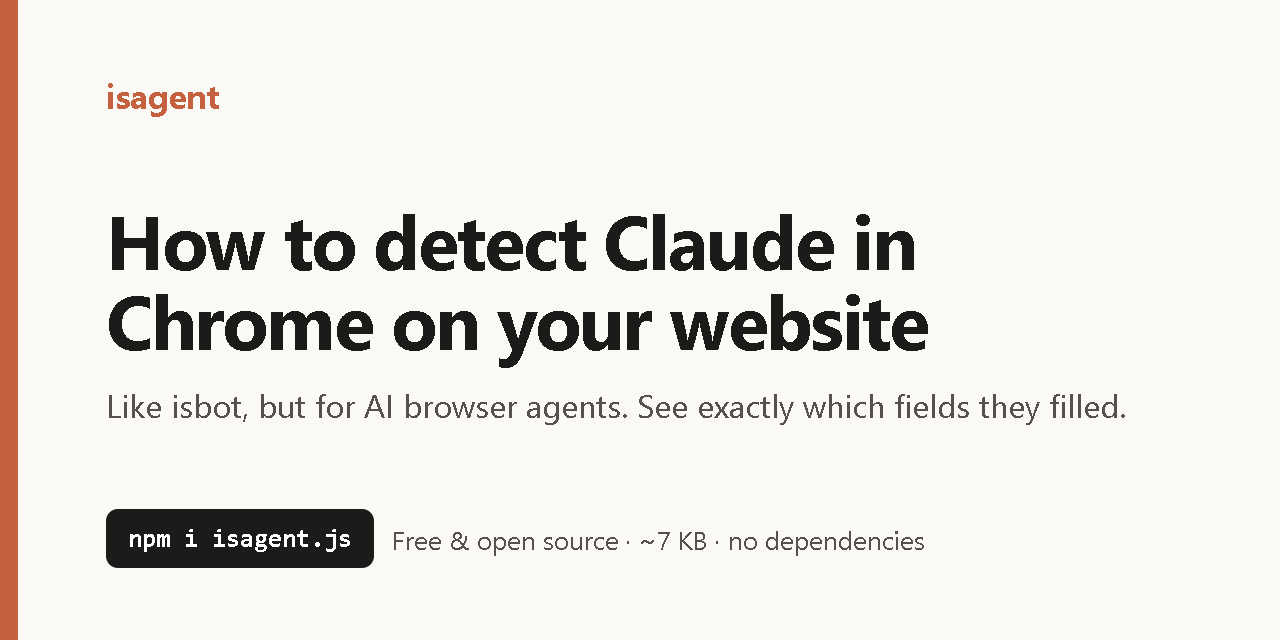 isagent
How to detect Claude in
Chrome on your website
Like isbot, but for AI browser agents. See exactly which fields they filled.
npm i isagent.js
Free & open source · ~7 KB · no dependencies